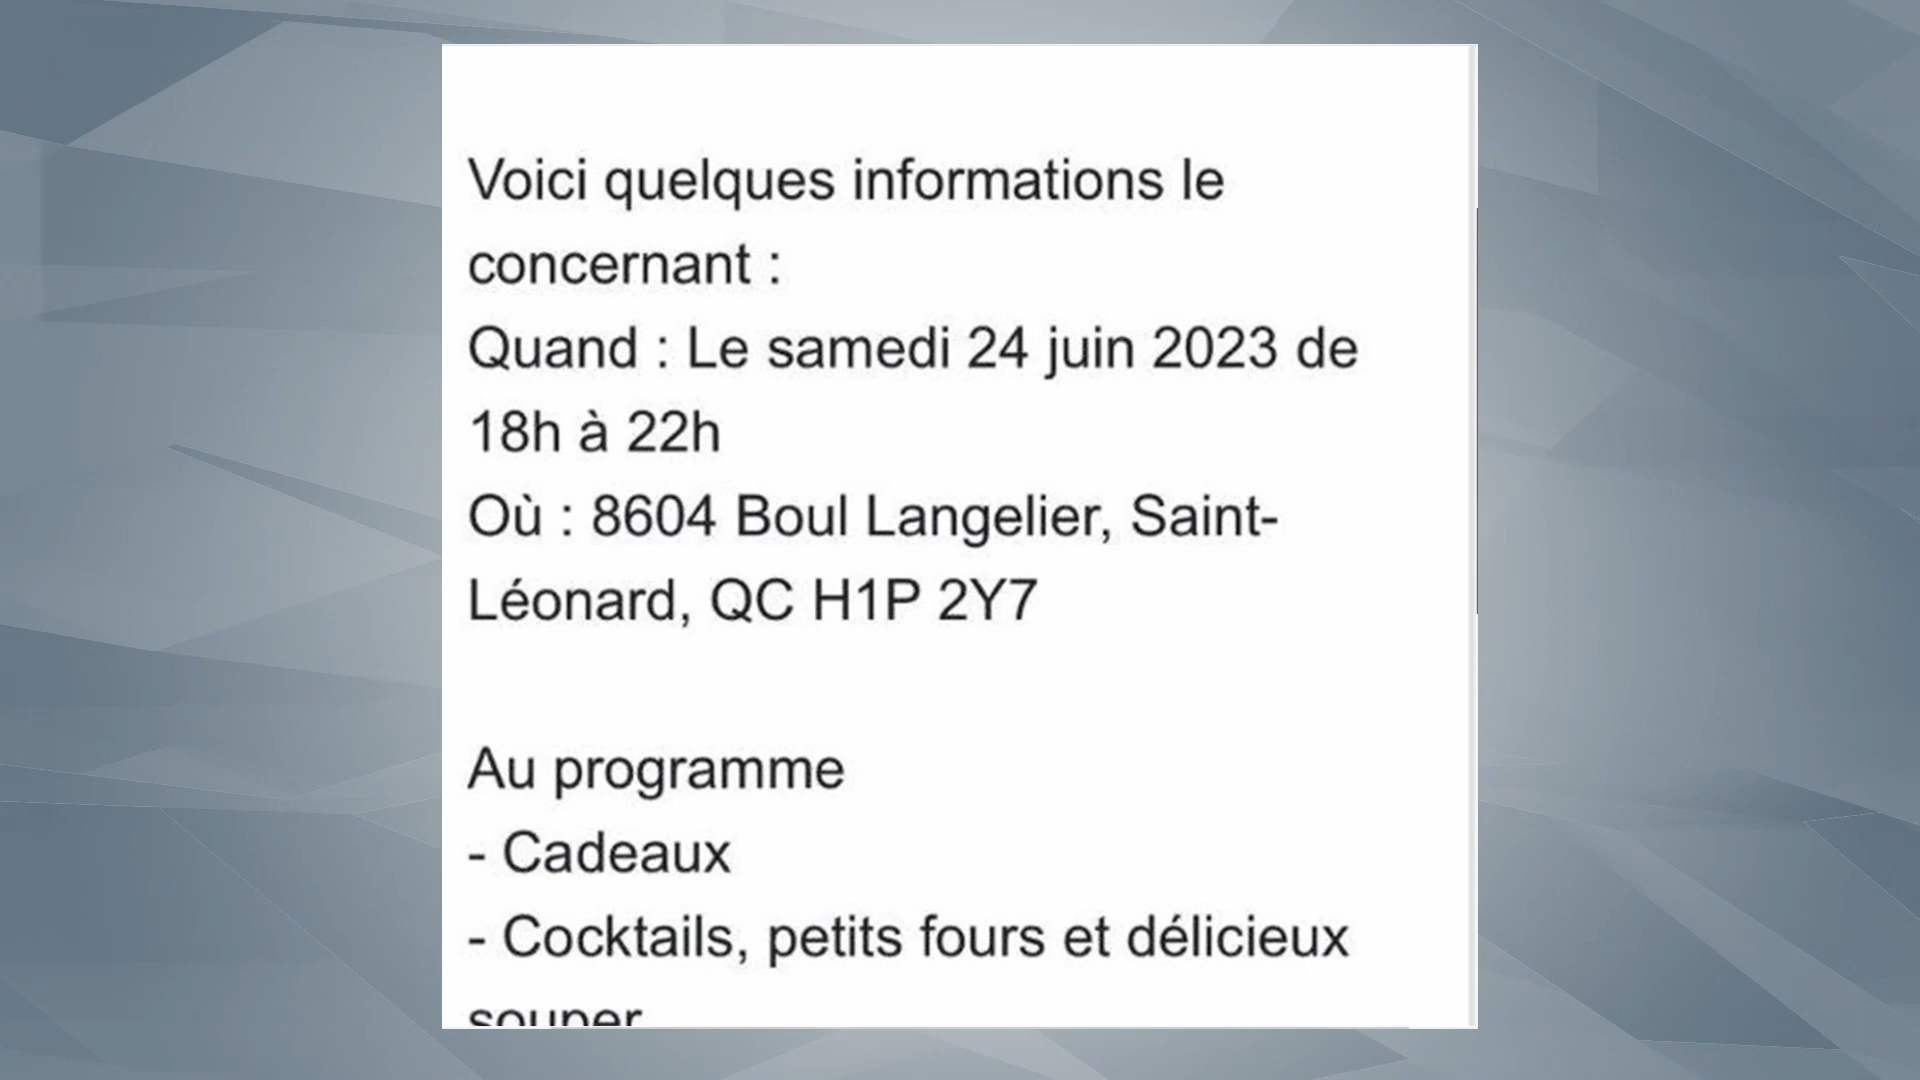 Voici quelques informations le
concernant :
Quand : Le samedi 24 juin 2023 de
18h à 22h
Où : 8604 Boul Langelier, Saint-
Léonard, QC H1P 2Y7
Au programme
- Cadeaux
- Cocktails, petits fours et délicieux
souper